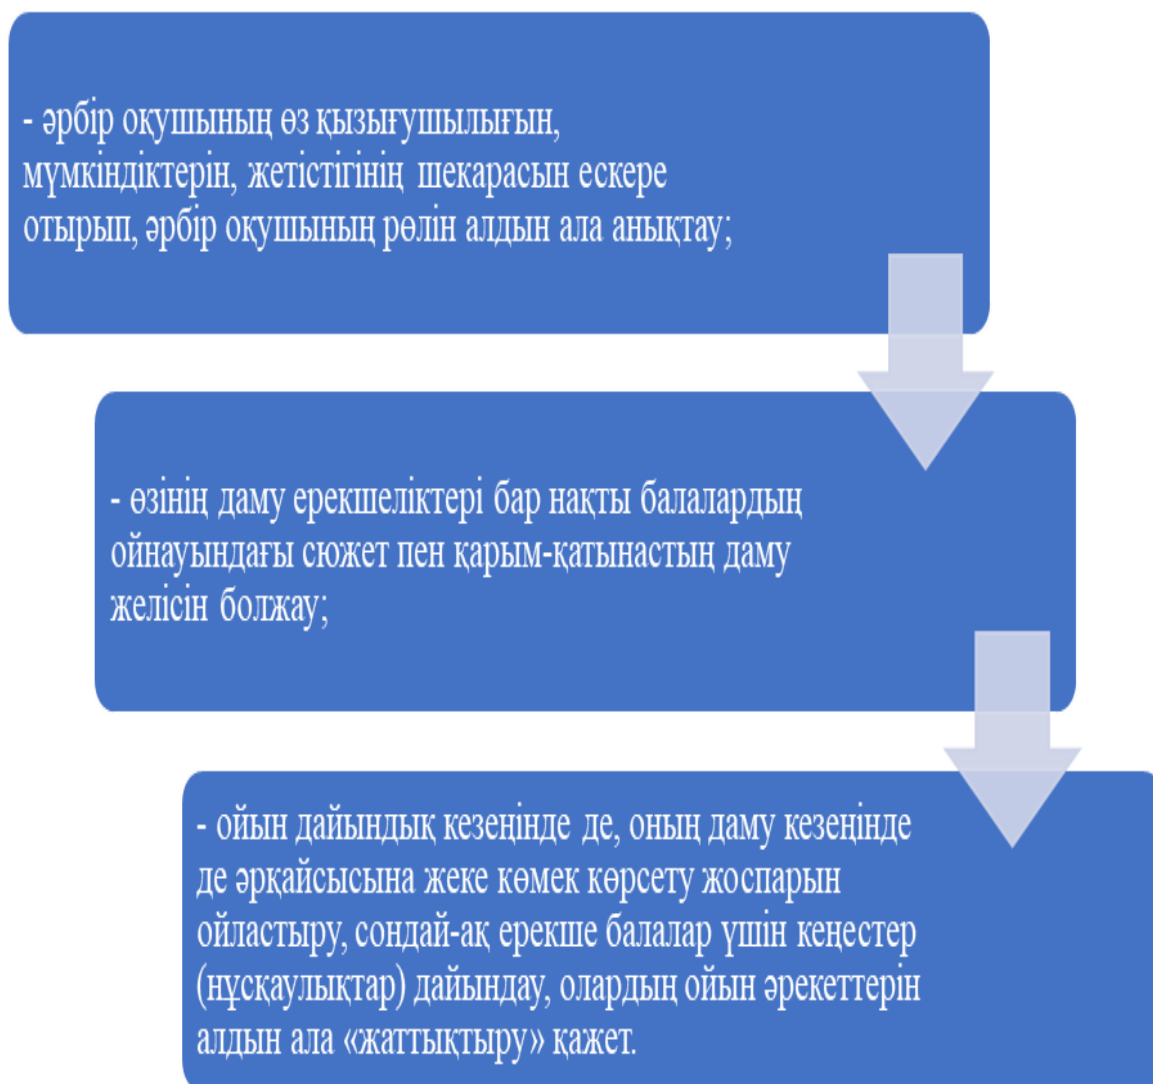 - әрбір оқушының өз қызығушылығын,
мүмкіндіктерін, жетістігінің шекарасын ескере
отырып, әрбір оқушының рөлін алдын ала анықтау;
- өзінің даму ерекшеліктері бар нақты балалардың
ойнауындағы сюжет пен қарым-қатынастың даму
желісін болжау;
- ойын дайындық кезеңінде де, оның даму кезеңінде
де әрқайсысына жеке көмек көрсету жоспарын
ойластыру, сондай-ақ ерекше балалар үшін кеңестер
(нұсқаулықтар) дайындау, олардың ойын әрекеттерін
алдын ала «жаттықтыру» қажет.